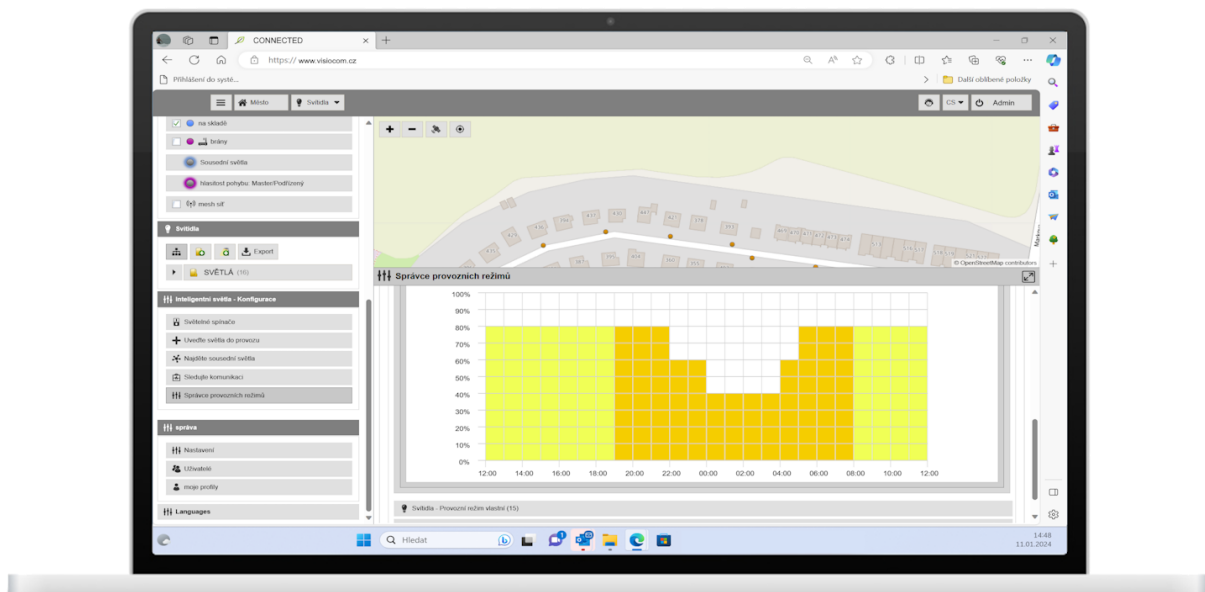 CONNECTED
https://www.visiocom.cz
Přihlášení do systé...
Další oblíbené položky
Město
Svítidla
CS
Admin
na skladě
brány
Sousední světla
hlasitost pohybu: Master/Podřízený
mesh síť
Svítidla
Export
SVĚTLÁ (16)
Inteligentní světla - Konfigurace
Světelné spínače
Uveďte světla do provozu
Najděte sousední světla
Sledujte komunikaci
Správce provozních režimů
správa
Nastavení
Uživatelé
moje profily
Languages
© OpenStreetMap contributors
Správce provozních režimů
100%
90%
80%
70%
60%
50%
40%
30%
20%
10%
0%
12:00 14:00 16:00 18:00 20:00 22:00 00:00 02:00 04:00 06:00 08:00 10:00 12:00
Svítidla - Provozní režim vlastní (15)
Hledat
14:48
11.01.2024